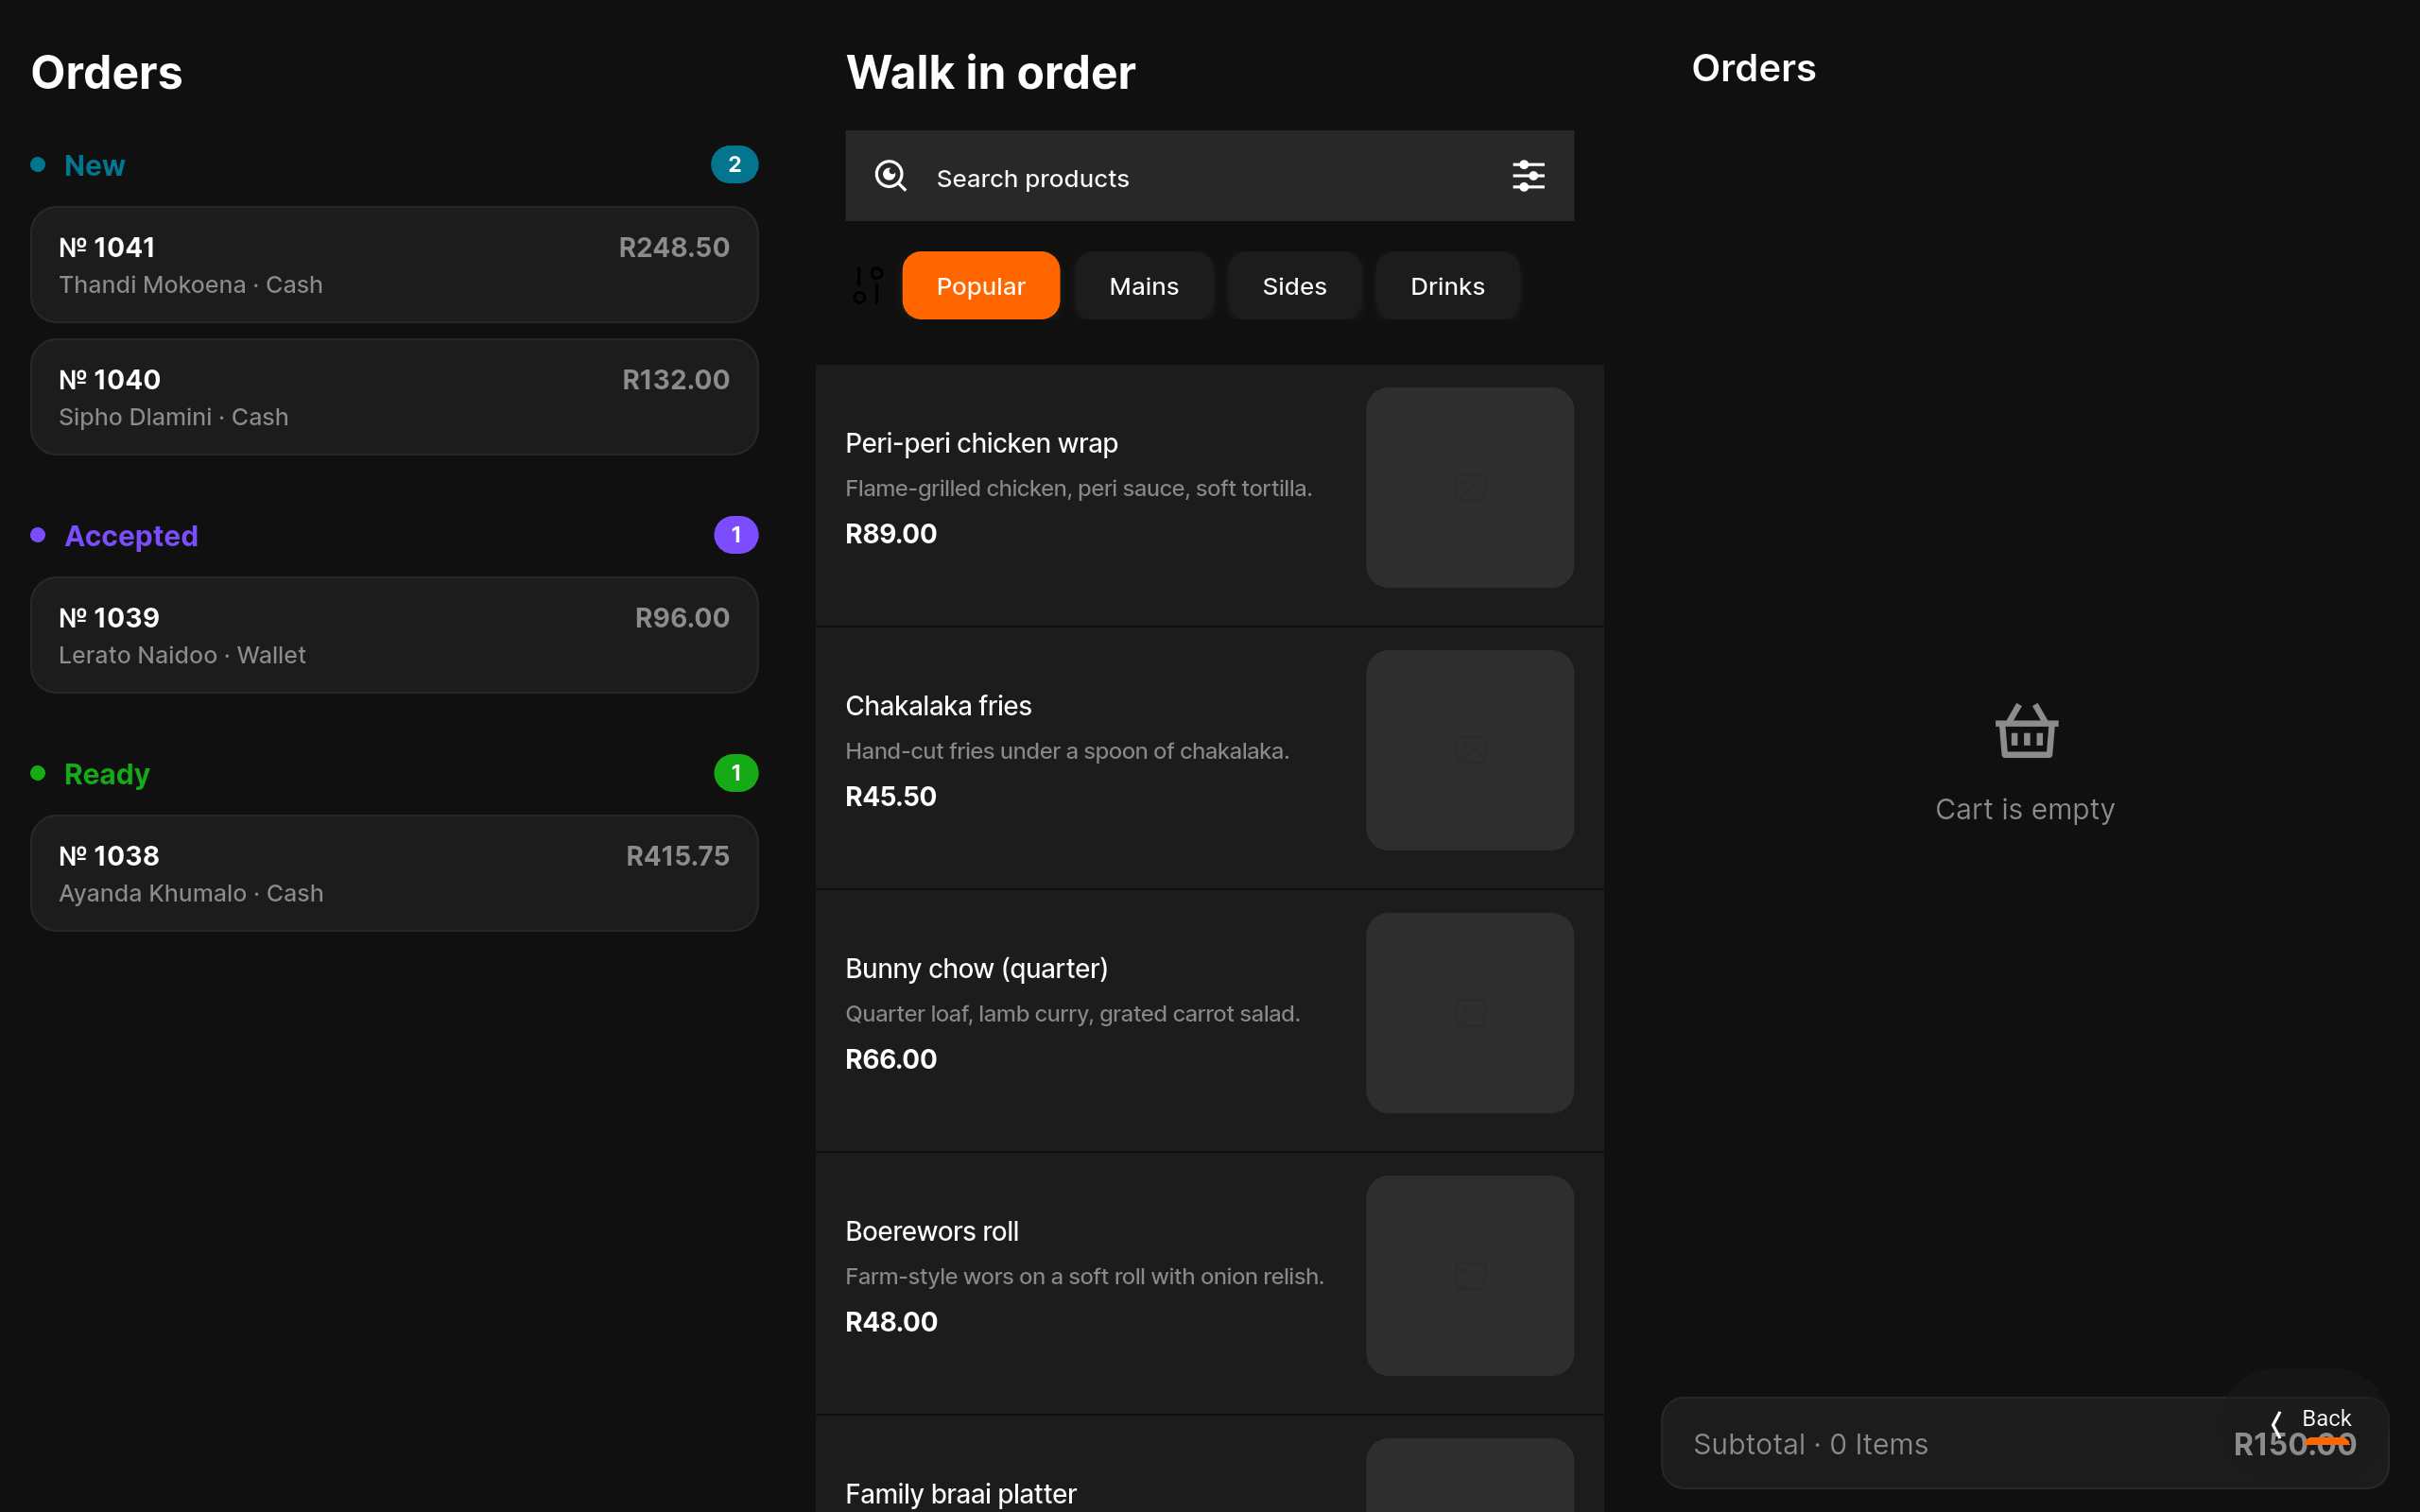 Orders
New
2
№ 1041
R248.50
Thandi Mokoena · Cash
№ 1040
R132.00
Sipho Dlamini · Cash
Accepted
1
№ 1039
R96.00
Lerato Naidoo · Wallet
Ready
1
№ 1038
R415.75
Ayanda Khumalo · Cash
Walk in order
Search products
Popular
Mains
Sides
Drinks
Peri-peri chicken wrap
Flame-grilled chicken, peri sauce, soft tortilla.
R89.00
Chakalaka fries
Hand-cut fries under a spoon of chakalaka.
R45.50
Bunny chow (quarter)
Quarter loaf, lamb curry, grated carrot salad.
R66.00
Boerewors roll
Farm-style wors on a soft roll with onion relish.
R48.00
Family braai platter
Orders
Cart is empty
Back
Subtotal · 0 Items
R150.00